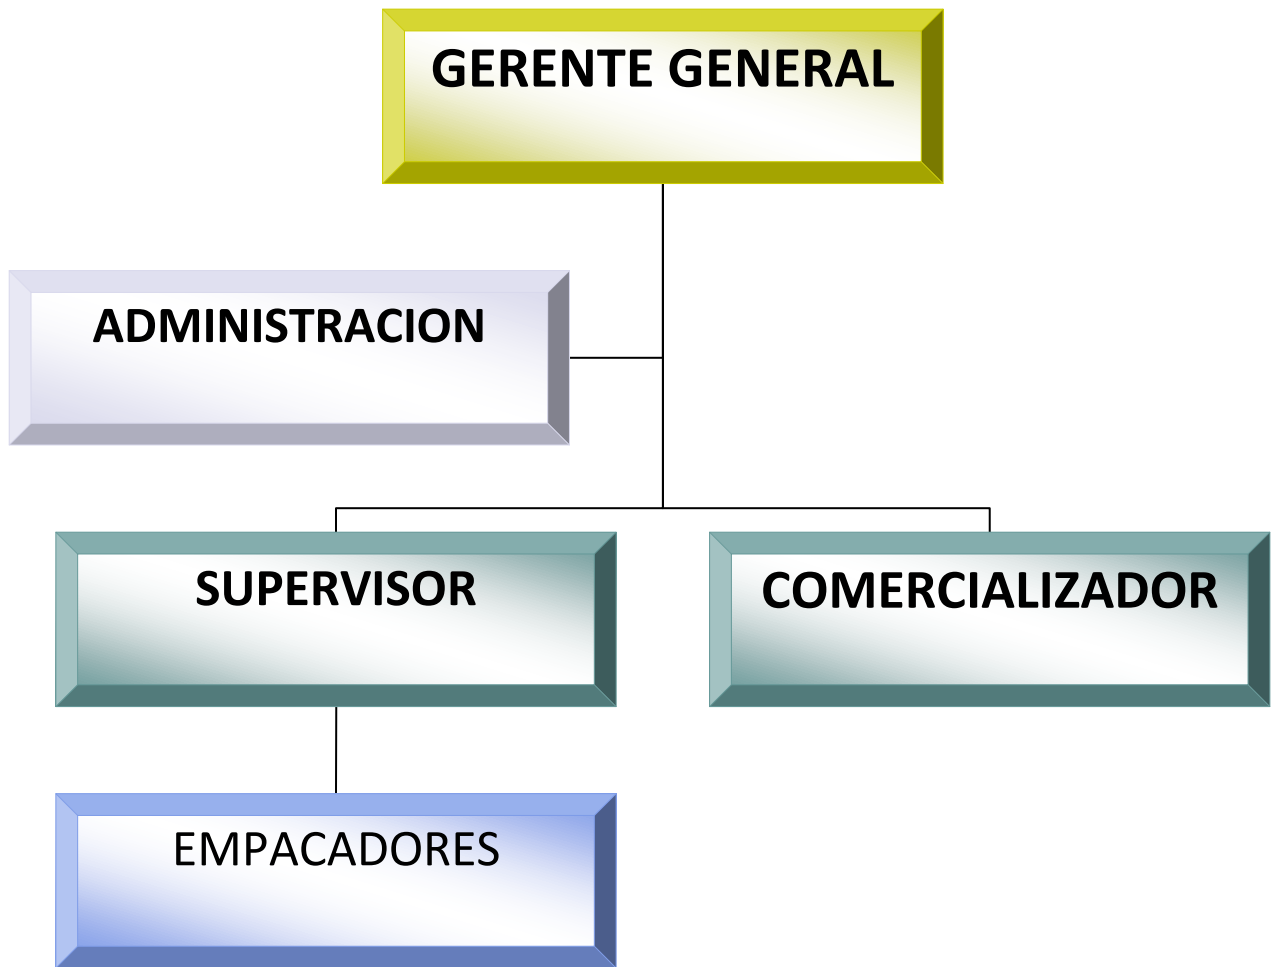 GERENTE GENERAL
ADMINISTRACION
SUPERVISOR
COMERCIALIZADOR
EMPACADORES